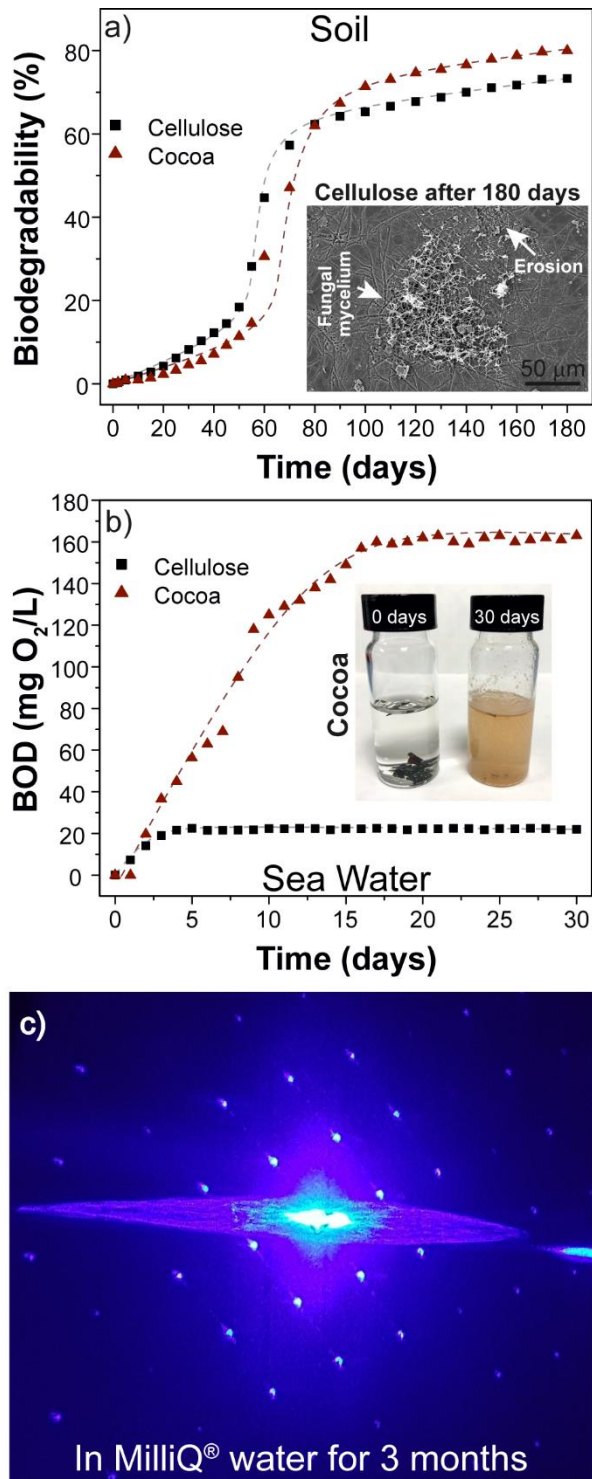 a)
Soil
Biodegradability (%)
80
60
40
20
0
Cellulose
Cocoa
Cellulose after 180 days
Fungal
mycelium
Erosion
50 μm
0 20 40 60 80 100 120 140 160 180
Time (days)
b)
BOD (mg O₂/L)
180
160
140
120
100
80
60
40
20
0
Cellulose
Cocoa
Cocoa
0 days
30 days
Sea Water
0 5 10 15 20 25 30
Time (days)
c)
In MilliQ® water for 3 months